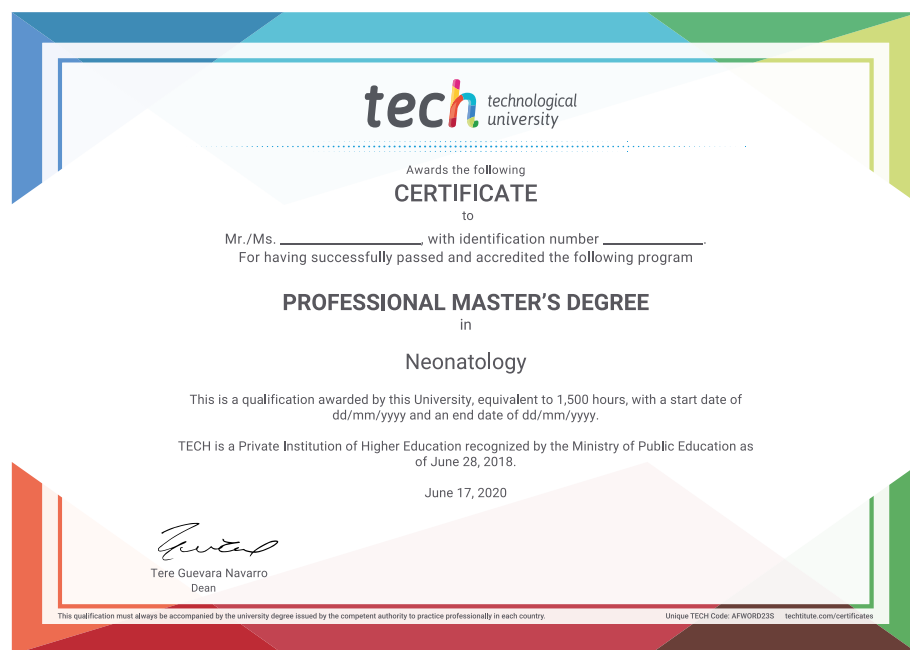 tech technological
university
Awards the following
CERTIFICATE
to
Mr./Ms. ____________________, with identification number ______________.
For having successfully passed and accredited the following program
PROFESSIONAL MASTER'S DEGREE
in
Neonatology
This is a qualification awarded by this University, equivalent to 1,500 hours, with a start date of
dd/mm/yyyy and an end date of dd/mm/yyyy.
TECH is a Private Institution of Higher Education recognized by the Ministry of Public Education as
of June 28, 2018.
June 17, 2020
Tere Guevara Navarro
Dean
This qualification must always be accompanied by the university degree issued by the competent authority to practice professionally in each country.
Unique TECH Code: AFWORD23S techtitute.com/certificates